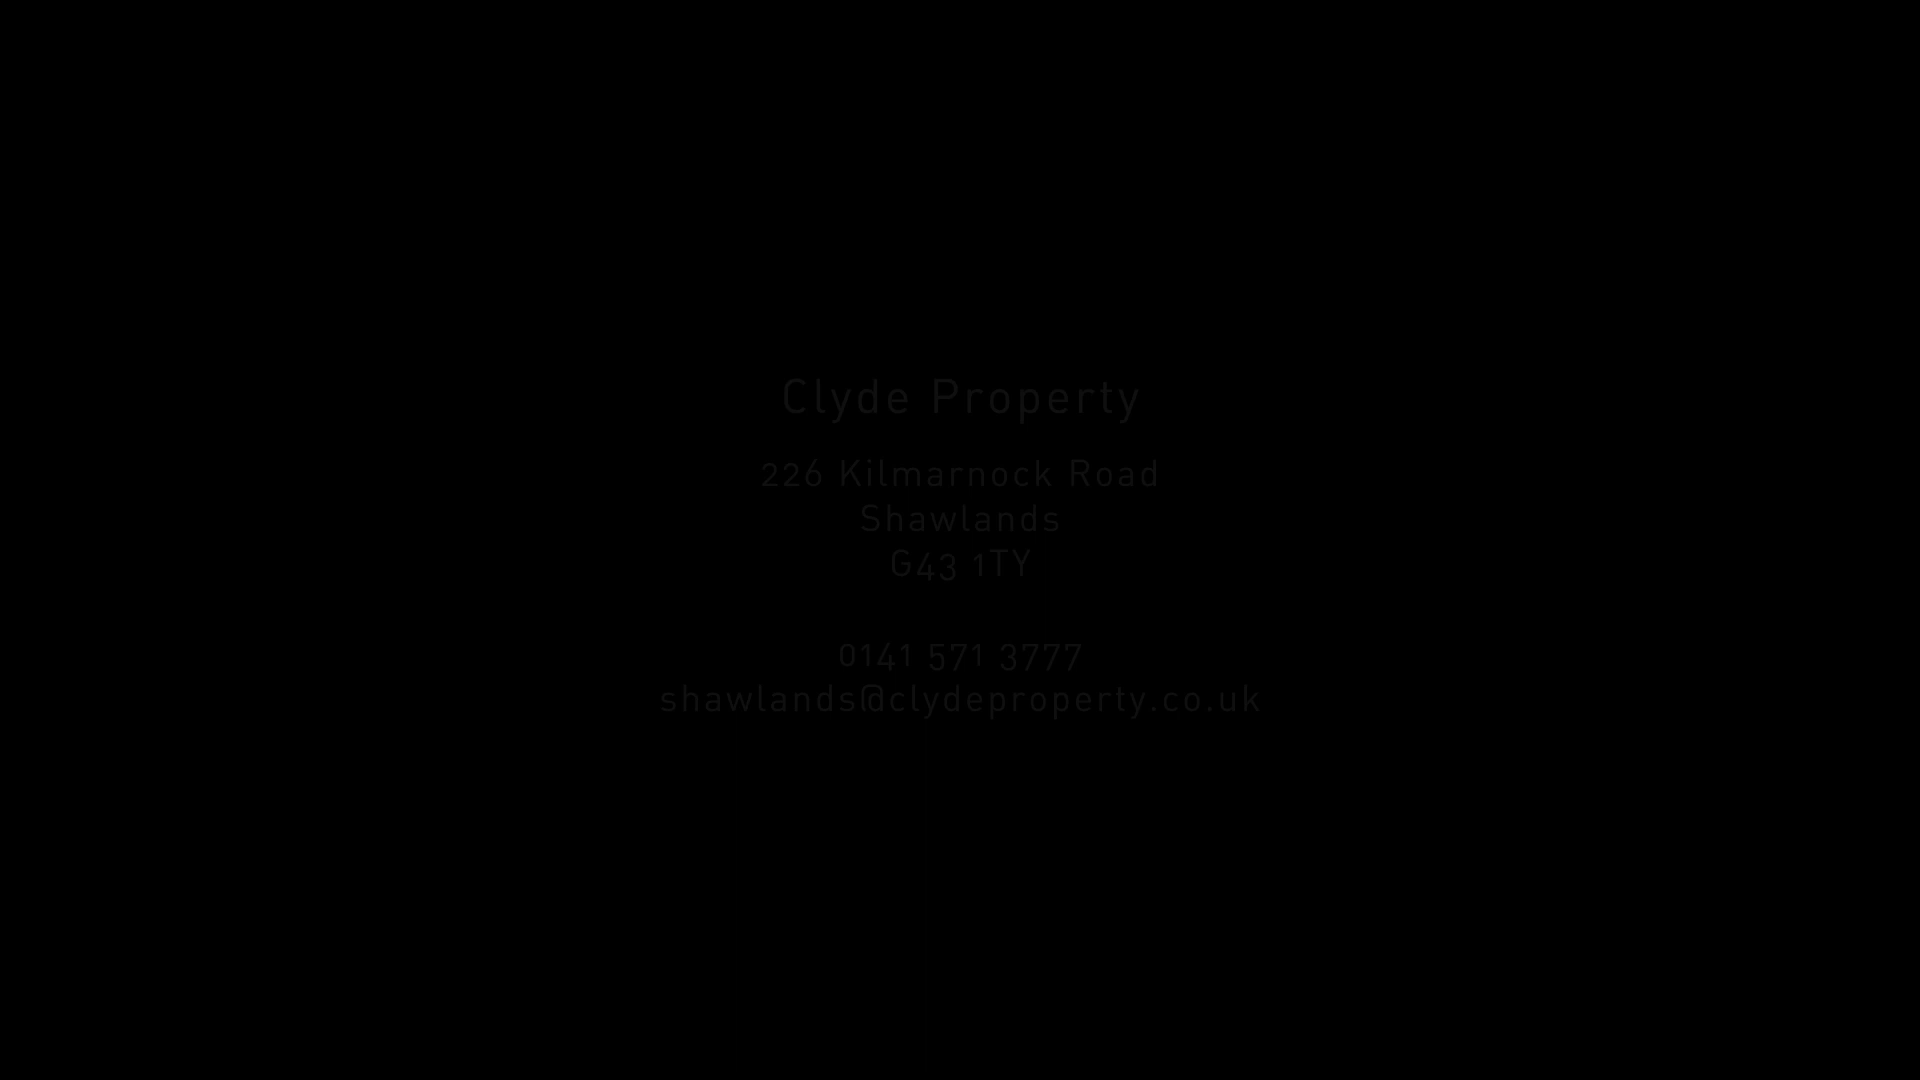 Clyde Property
226 Kilmarnock Road
Shawlands
G43 1TY
0141 571 3777
shawlands@clydeproperty.co.uk